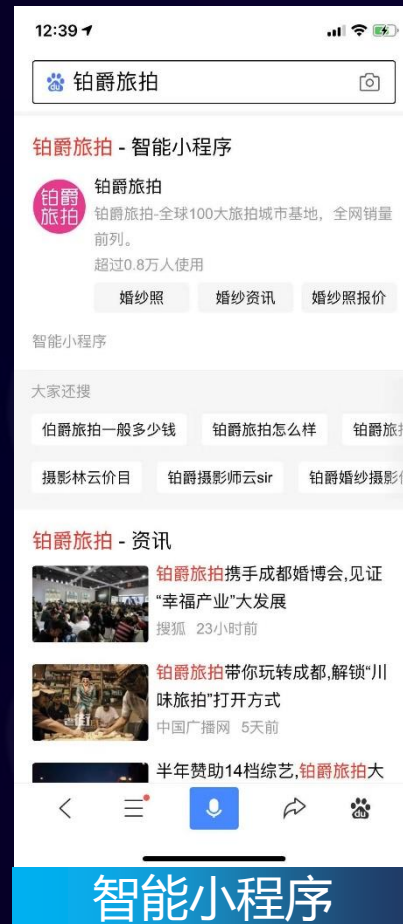 12:39
铂爵旅拍
铂爵旅拍 - 智能小程序
铂爵旅拍
铂爵旅拍
铂爵旅拍-全球100大旅拍城市基地，全网销量
前列。
超过0.8万人使用
婚纱照 婚纱资讯 婚纱照报价
智能小程序
大家还搜
伯爵旅拍一般多少钱 铂爵旅拍怎么样 铂爵旅
摄影林云价目 铂爵摄影师云sir 铂爵婚纱摄影
铂爵旅拍 - 资讯
铂爵旅拍携手成都婚博会,见证
“幸福产业”大发展
搜狐 23小时前
铂爵旅拍带你玩转成都,解锁“川
味旅拍”打开方式
中国广播网 5天前
半年赞助14档综艺,铂爵旅拍大
智能小程序